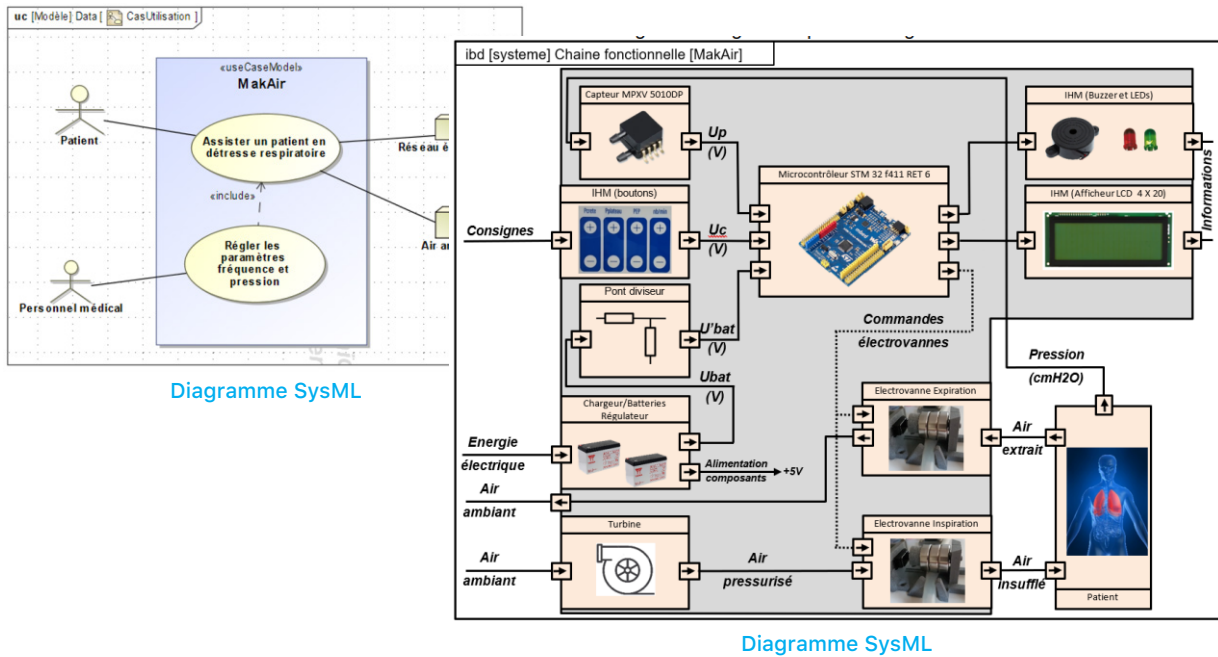 uc [Modèle] Data [ CasUtilisation ]
«useCaseModel»
MakAir
Patient
Assister un patient en
détresse respiratoire
Réseau é
«include»
Air
Régler les
paramètres
fréquence et
pression
Personnel médical
Diagramme SysML
ibd [systeme] Chaine fonctionnelle [MakAir]
Capteur MPXV 5010DP
Up
(V)
IHM (Buzzer et LEDs)
Microcontrôleur STM 32 f411 RET 6
IHM (boutons)
Consignes
Uc
(V)
IHM (Afficheur LCD 4 X 20)
Informations
Pont diviseur
U'bat
(V)
Commandes
électrovannes
Ubat
(V)
Pression
(cmH2O)
Chargeur/Batteries
Régulateur
Electrovanne Expiration
Energie
électrique
Alimentation
composants
+5V
Air
extrait
Air
ambiant
Turbine
Electrovanne Inspiration
Air
ambiant
Air
pressurisé
Air
insufflé
Patient
Diagramme SysML